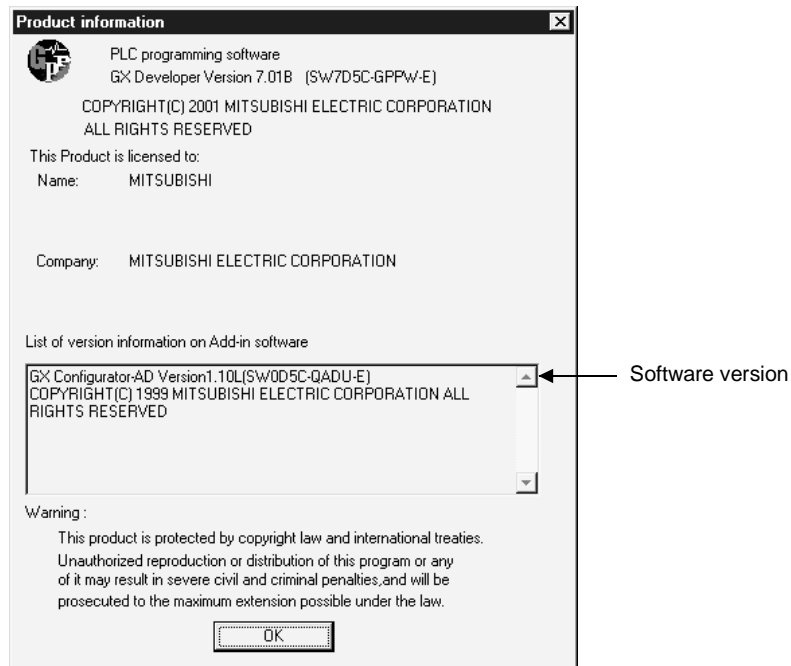 Product information
PLC programming software
GX Developer Version 7.01B (SW7D5C-GPPW-E)
COPYRIGHT(C) 2001 MITSUBISHI ELECTRIC CORPORATION
ALL RIGHTS RESERVED
This Product is licensed to:
Name: MITSUBISHI
Company: MITSUBISHI ELECTRIC CORPORATION
List of version information on Add-in software
GX Configurator-AD Version1.10L(SW0D5C-QADU-E)
COPYRIGHT(C) 1999 MITSUBISHI ELECTRIC CORPORATION ALL
RIGHTS RESERVED
Software version
Warning :
This product is protected by copyright law and international treaties.
Unauthorized reproduction or distribution of this program or any
of it may result in severe civil and criminal penalties,and will be
prosecuted to the maximum extension possible under the law.
OK